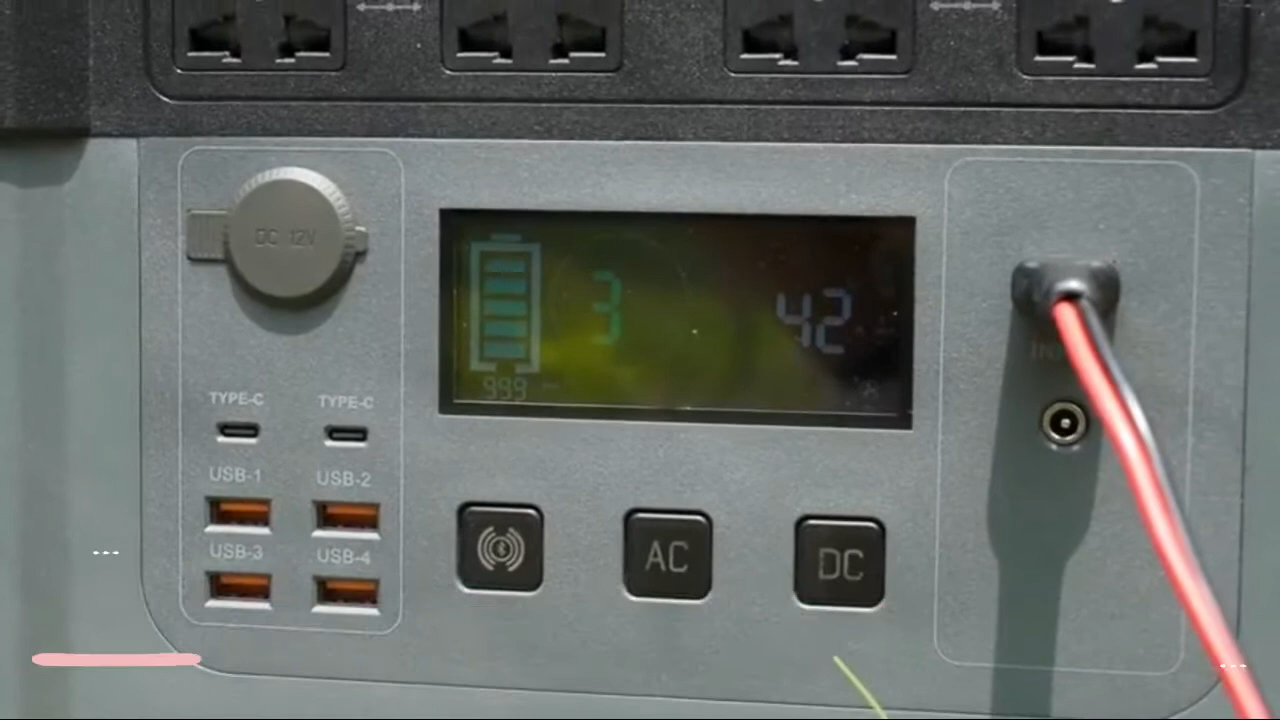 DC 12V
3
42
999
TYPE-C TYPE-C
USB-1 USB-2
USB-3 USB-4
AC
DC